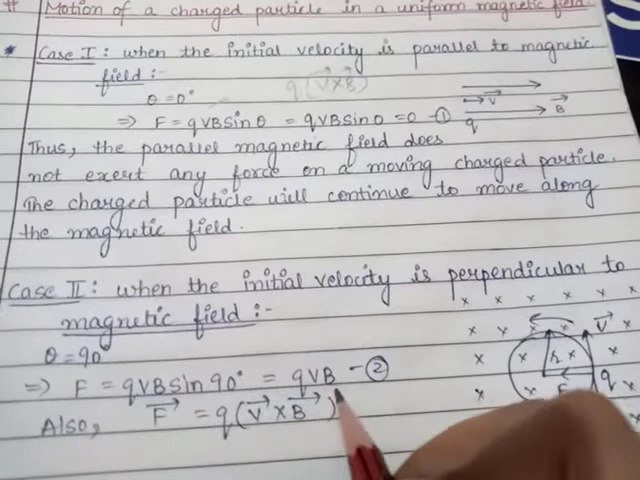 # Motion of a charged particle in a uniform magnetic field.
* Case I : when the initial velocity is parallel to magnetic
field :-
q(V⃗×B⃗)
θ = 0°
⇒ F = qVBsinθ = qVBsin0 = 0 -①
V⃗
q
B⃗
Thus, the parallel magnetic field does
not exert any force on a moving charged particle.
The charged particle will continue to move along
the magnetic field.
Case II : when the initial velocity is perpendicular to
magnetic field :-
x x x x x x
x x x V⃗
θ = 90°
x x r x x
⇒ F = qVBsin90° = qVB -②
F q
x x x
Also, F⃗ = q(V⃗×B⃗)